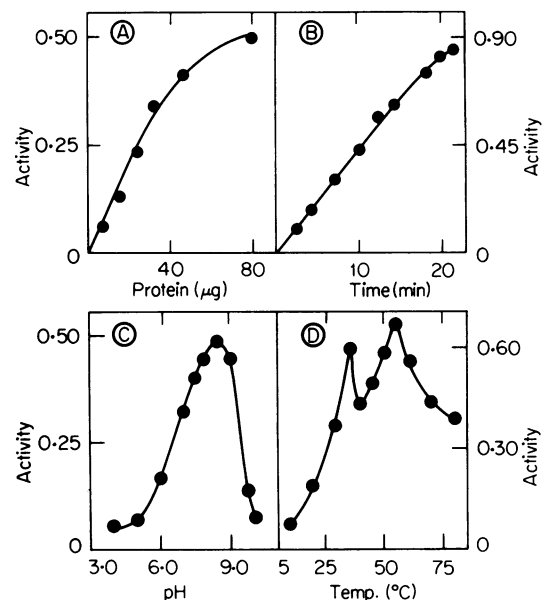 0·50
A
B
0·90
Activity
0·25
0·45
Activity
0
0
40
80
10
20
Protein (µg)
Time (min)
0·50
C
D
0·60
Activity
0·25
0·30
Activity
0
0
3·0
6·0
9·0
5
25
50
75
pH
Temp. (°C)